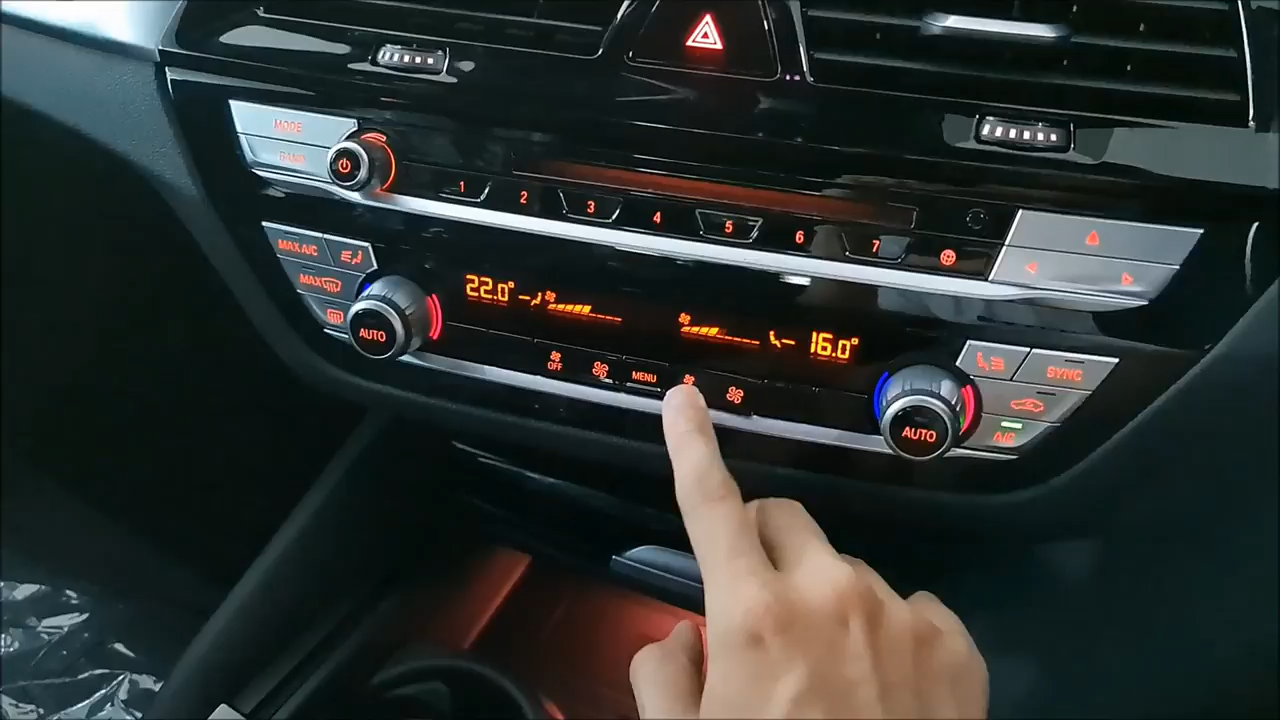 MODE
BAND
1 2 3 4 5 6 7
MAX A/C
MAX
AUTO
22.0°
16.0°
OFF
MENU
SYNC
AUTO
A/C